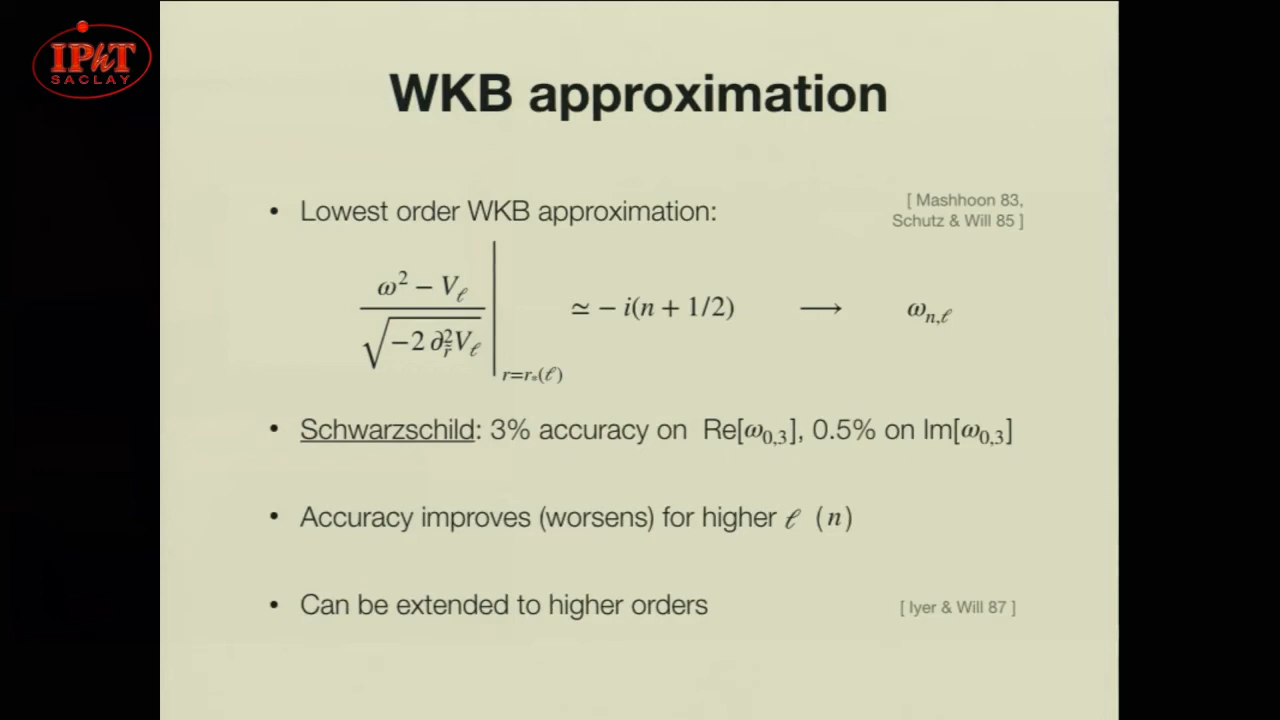 IPhT
SACLAY
WKB approximation
• Lowest order WKB approximation:
[ Mashhoon 83,
Schutz & Will 85 ]
ω² − V_ℓ
√−2 ∂²_r̃ V_ℓ
r=r*(ℓ)
≃ − i(n + 1/2) ⟶ ω_{n,ℓ}
• Schwarzschild: 3% accuracy on Re[ω_{0,3}], 0.5% on Im[ω_{0,3}]
• Accuracy improves (worsens) for higher ℓ (n)
• Can be extended to higher orders
[ Iyer & Will 87 ]